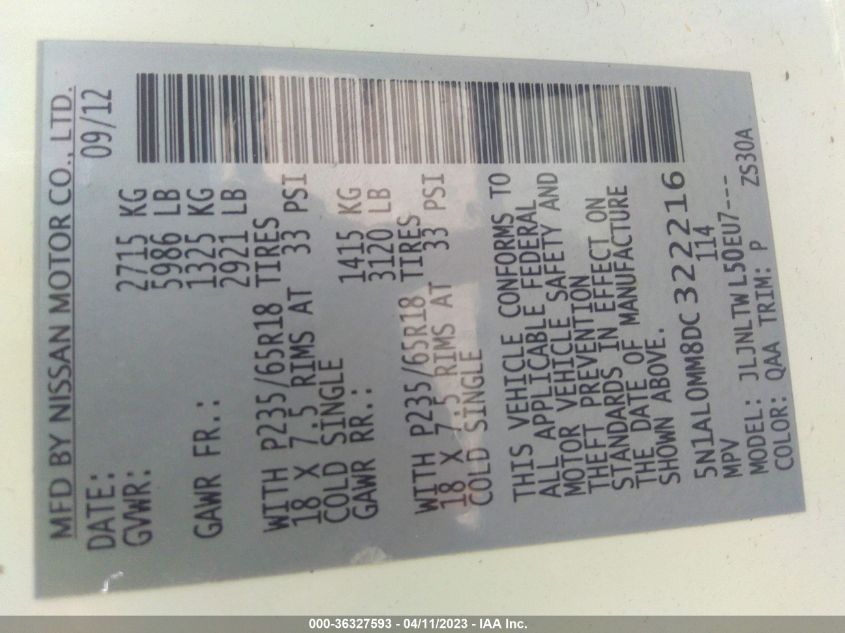 MFD BY NISSAN MOTOR CO., LTD.
DATE: 09/12
GVWR: 2715 KG
5986 LB
GAWR FR.: 1325 KG
2921 LB
WITH P235/65R18 TIRES
18 X 7.5 RIMS AT 33 PSI
COLD SINGLE
GAWR RR.: 1415 KG
3120 LB
WITH P235/65R18 TIRES
18 X 7.5 RIMS AT 33 PSI
COLD SINGLE
THIS VEHICLE CONFORMS TO
ALL APPLICABLE FEDERAL
MOTOR VEHICLE SAFETY AND
THEFT PREVENTION
STANDARDS IN EFFECT ON
THE DATE OF MANUFACTURE
SHOWN ABOVE.
5N1AL0MM8DC322216
MPV 114
MODEL: JLJNLTWL50EU7---
COLOR: QAA TRIM: P ZS30A
000-36327593 - 04/11/2023 - IAA Inc.